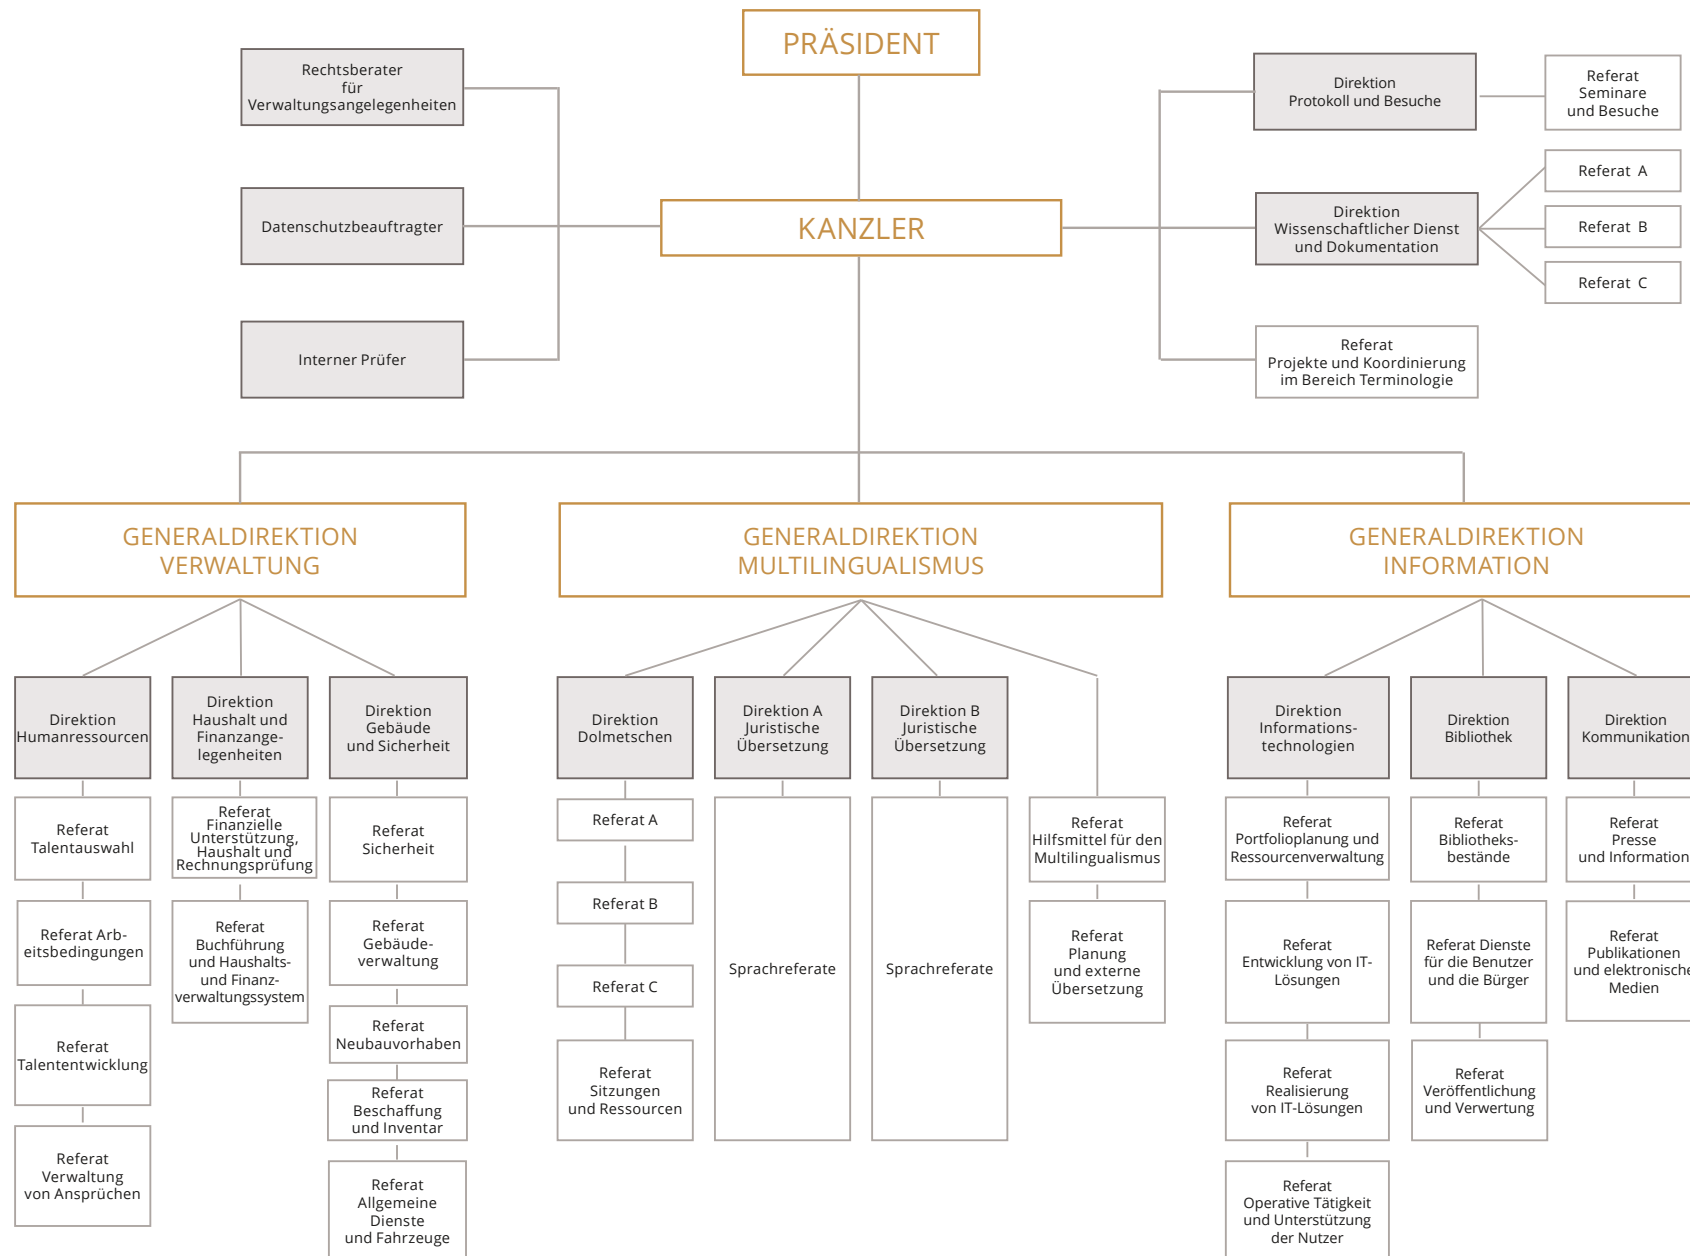 PRÄSIDENT
Rechtsberater
für
Verwaltungsangelegenheiten
Direktion
Protokoll und Besuche
Referat
Seminare
und Besuche
Datenschutzbeauftragter
KANZLER
Direktion
Wissenschaftlicher Dienst
und Dokumentation
Referat A
Referat B
Referat C
Interner Prüfer
Referat
Projekte und Koordinierung
im Bereich Terminologie
GENERALDIREKTION
VERWALTUNG
GENERALDIREKTION
MULTILINGUALISMUS
GENERALDIREKTION
INFORMATION
Direktion
Humanressourcen
Referat
Talentauswahl
Referat Arb-
eitsbedingungen
Referat
Talententwicklung
Referat
Verwaltung
von Ansprüchen
Direktion
Haushalt und
Finanzange-
legenheiten
Referat
Finanzielle
Unterstützung,
Haushalt und
Rechnungsprüfung
Referat
Buchführung
und Haushalts-
und Finanz-
verwaltungssystem
Direktion
Gebäude
und Sicherheit
Referat
Sicherheit
Referat
Gebäude-
verwaltung
Referat
Neubauvorhaben
Referat
Beschaffung
und Inventar
Referat
Allgemeine
Dienste
und Fahrzeuge
Direktion
Dolmetschen
Referat A
Referat B
Referat C
Referat
Sitzungen
und Ressourcen
Direktion A
Juristische
Übersetzung
Sprachreferate
Direktion B
Juristische
Übersetzung
Sprachreferate
Referat
Hilfsmittel für den
Multilingualismus
Referat
Planung
und externe
Übersetzung
Direktion
Informations-
technologien
Referat
Portfolioplanung und
Ressourcenverwaltung
Referat
Entwicklung von IT-
Lösungen
Referat
Realisierung
von IT-Lösungen
Referat
Operative Tätigkeit
und Unterstützung
der Nutzer
Direktion
Bibliothek
Referat
Bibliotheks-
bestände
Referat Dienste
für die Benutzer
und die Bürger
Referat
Veröffentlichung
und Verwertung
Direktion
Kommunikation
Referat
Presse
und Information
Referat
Publikationen
und elektronische
Medien